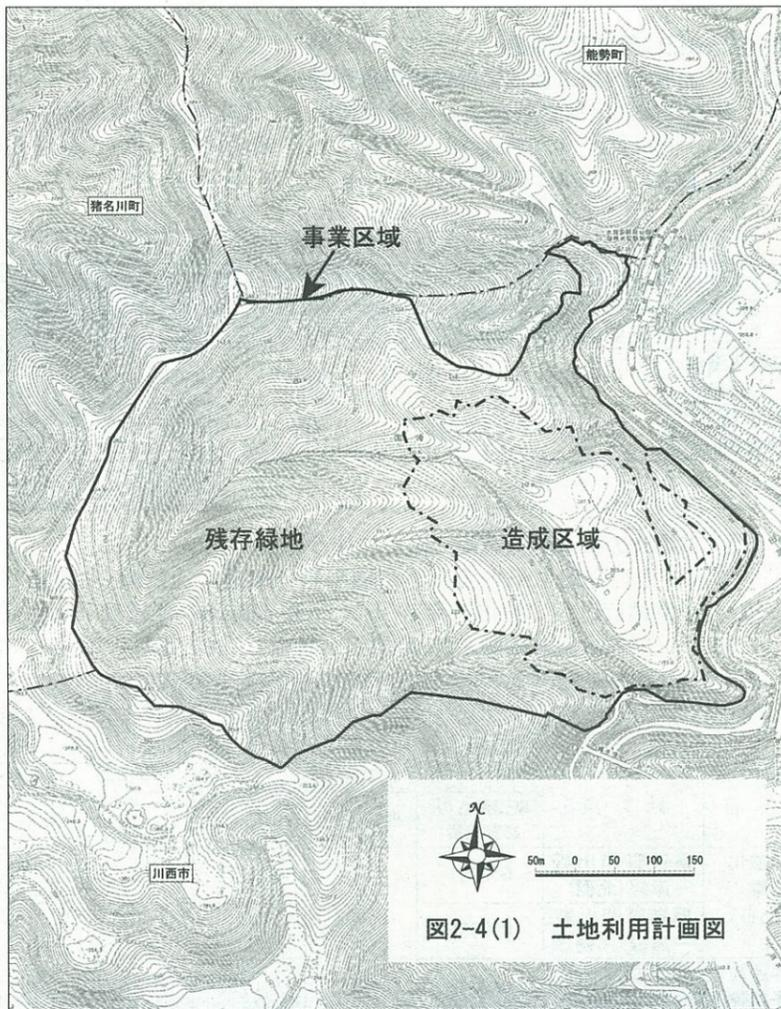 能勢町
猪名川町
事業区域
残存緑地
造成区域
川西市
N
50m 0 50 100 150
図2-4(1) 土地利用計画図